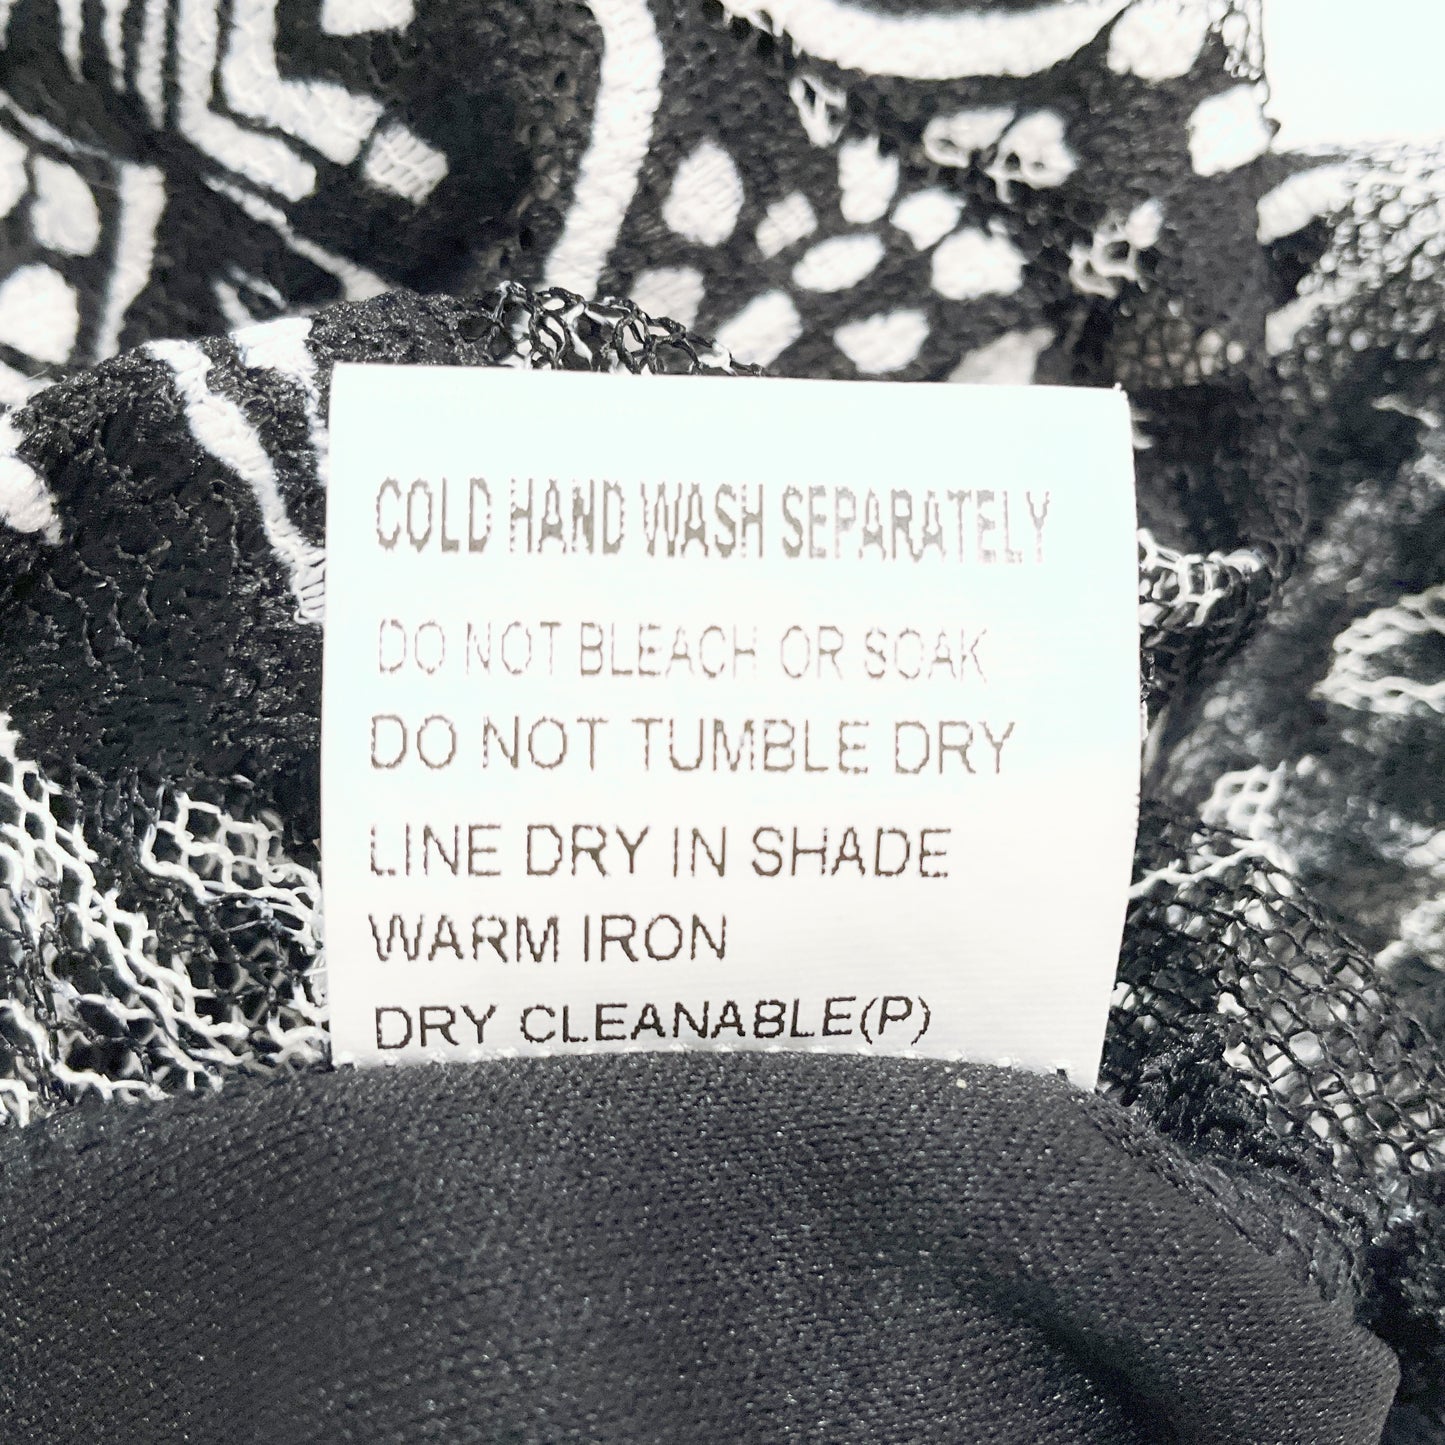 COLD HAND WASH SEPARATELY
DO NOT BLEACH OR SOAK
DO NOT TUMBLE DRY
LINE DRY IN SHADE
WARM IRON
DRY CLEANABLE(P)